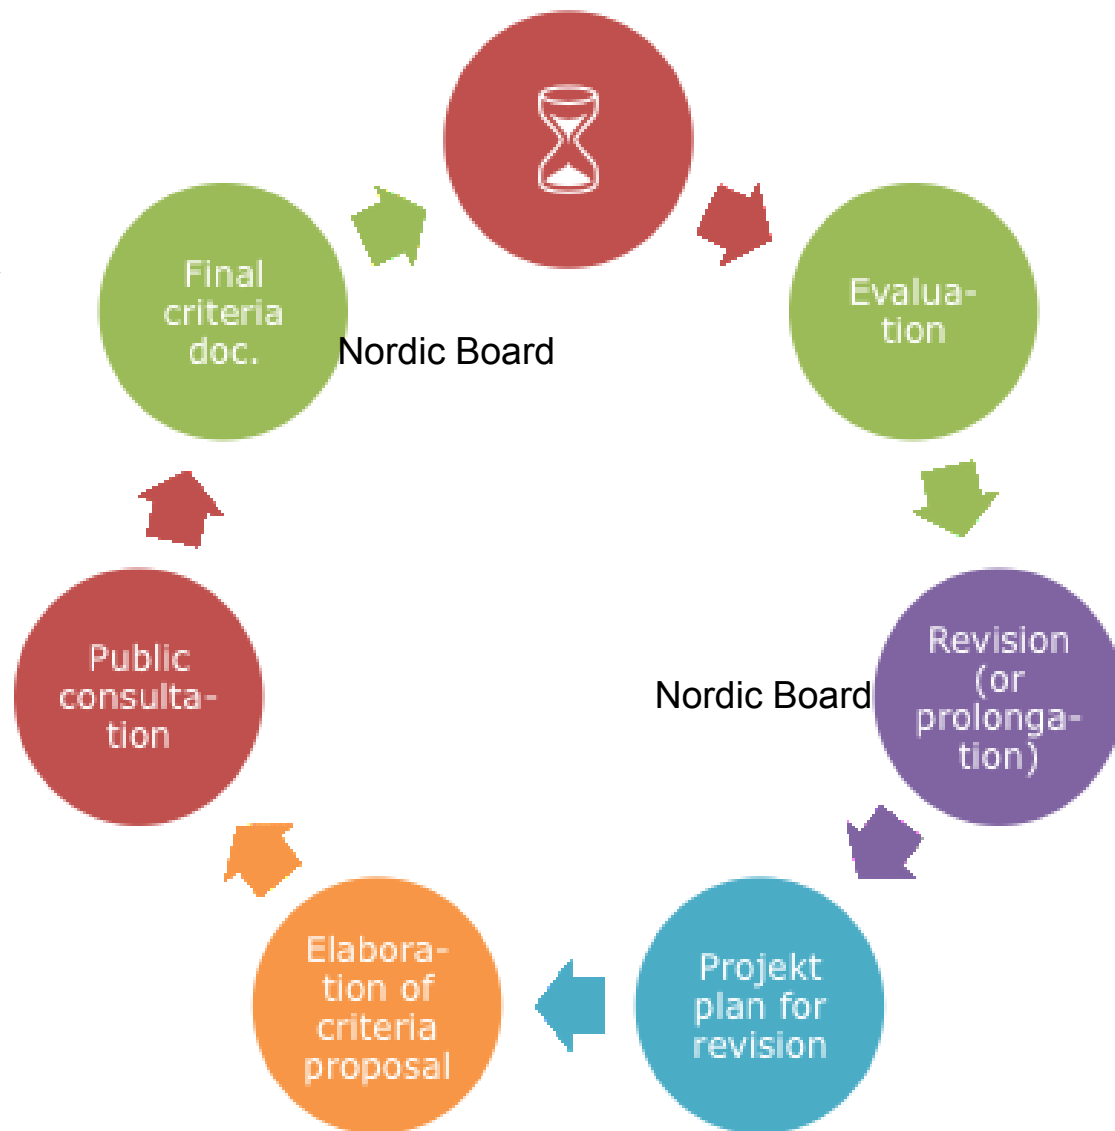 Evalua-
tion
Revision
(or
prolonga-
tion)
Nordic Board
Projekt
plan for
revision
Elabora-
tion of
criteria
proposal
Public
consulta-
tion
Final
criteria
doc.
Nordic Board